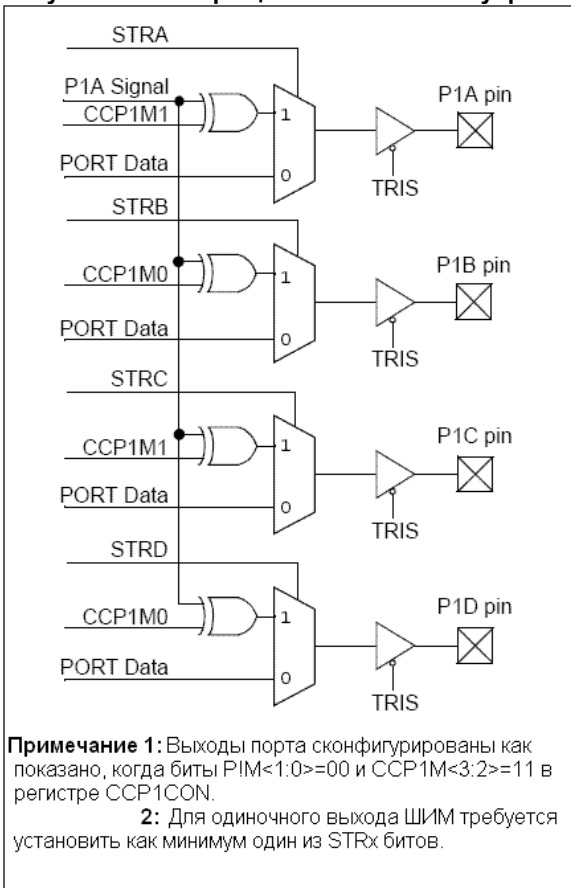 STRA
P1A Signal
CCP1M1
1
P1A pin
PORT Data
0
TRIS
STRB
CCP1M0
1
P1B pin
PORT Data
0
TRIS
STRC
CCP1M1
1
P1C pin
PORT Data
0
TRIS
STRD
CCP1M0
1
P1D pin
PORT Data
0
TRIS
Примечание 1: Выходы порта сконфигурированы как
показано, когда биты P!M<1:0>=00 и CCP1M<3:2>=11 в
регистре CCP1CON.
2: Для одиночного выхода ШИМ требуется
установить как минимум один из STRx битов.